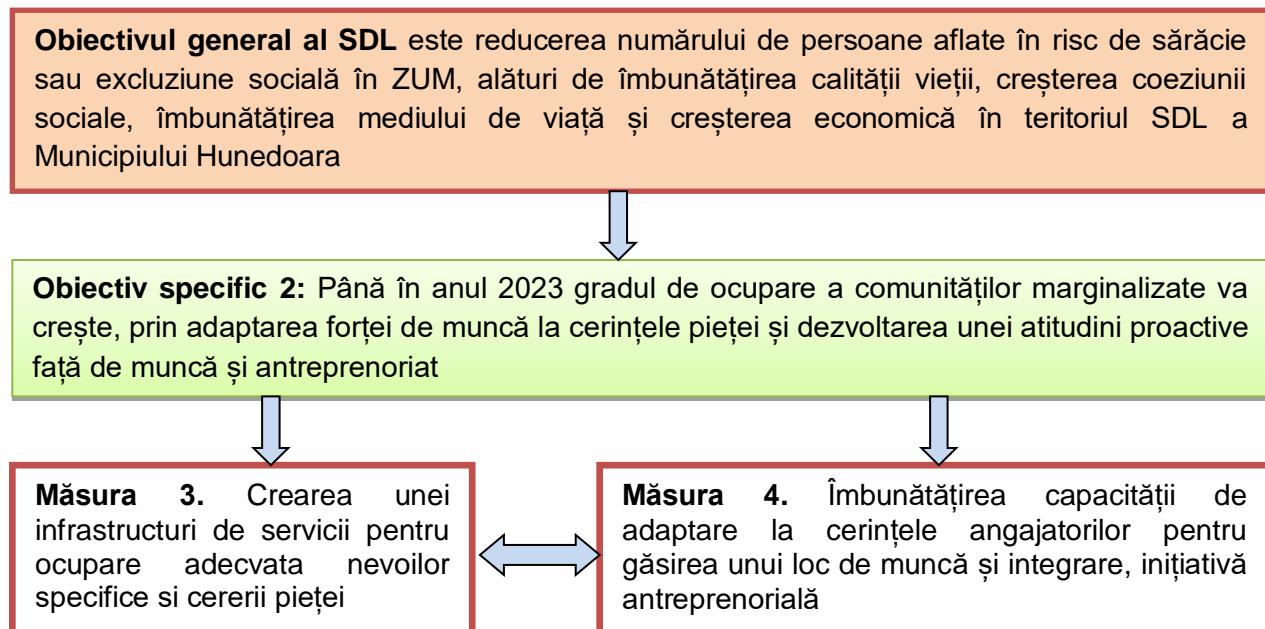 Obiectivul general al SDL este reducerea numărului de persoane aflate în risc de sărăcie
sau excluziune socială în ZUM, alături de îmbunătățirea calității vieții, creșterea coeziunii
sociale, îmbunătățirea mediului de viață și creșterea economică în teritoriul SDL a
Municipiului Hunedoara
Obiectiv specific 2: Până în anul 2023 gradul de ocupare a comunităților marginalizate va
crește, prin adaptarea forței de muncă la cerințele pieței și dezvoltarea unei atitudini proactive
față de muncă și antreprenoriat
Măsura 3. Crearea unei
infrastructuri de servicii pentru
ocupare adecvata nevoilor
specifice si cererii pieței
Măsura 4. Îmbunătățirea capacității de
adaptare la cerințele angajatorilor pentru
găsirea unui loc de muncă și integrare, inițiativă
antreprenorială